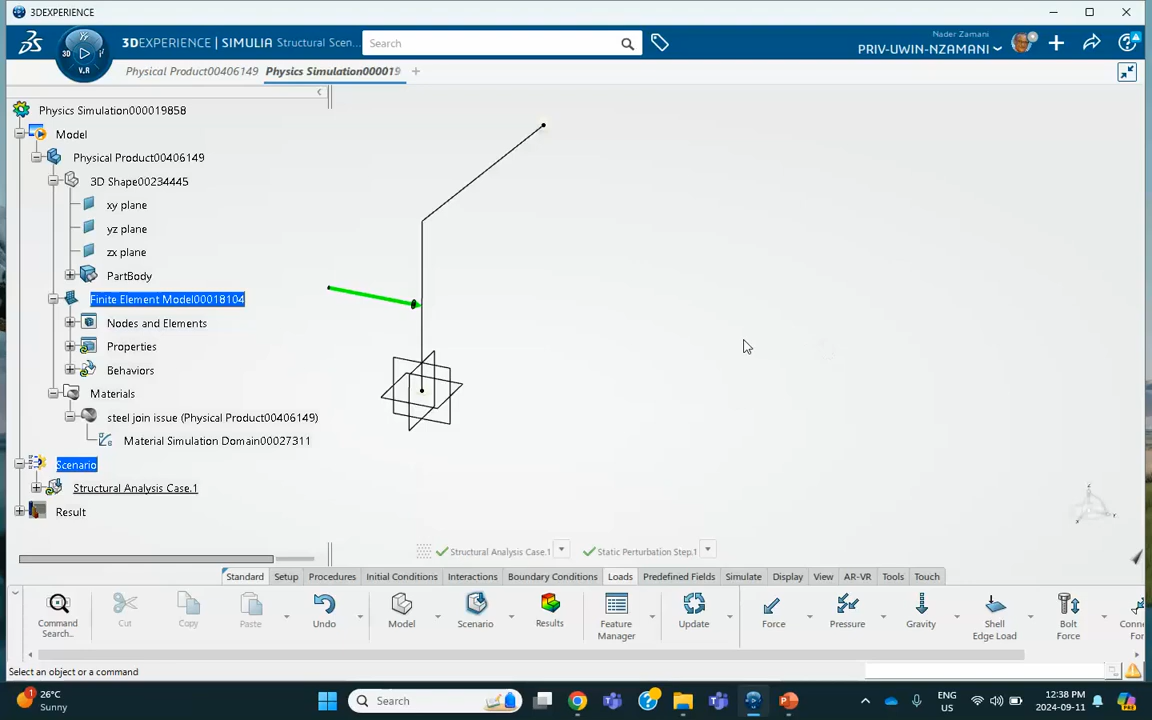 3DEXPERIENCE
3DEXPERIENCE | SIMULIA Structural Scen...
Search
Nader Zamani
PRIV-UWIN-NZAMANI
3D
V.R
Physical Product00406149
Physics Simulation000019
Physics Simulation000019858
Model
Physical Product00406149
3D Shape00234445
xy plane
yz plane
zx plane
PartBody
Finite Element Model00018104
Nodes and Elements
Properties
Behaviors
Materials
steel join issue (Physical Product00406149)
Material Simulation Domain00027311
Scenario
Structural Analysis Case.1
Result
Structural Analysis Case.1
Static Perturbation Step.1
Standard Setup Procedures Initial Conditions Interactions Boundary Conditions Loads Predefined Fields Simulate Display View AR-VR Tools Touch
Command Search...
Cut
Copy
Paste
Undo
Model
Scenario
Results
Feature Manager
Update
Force
Pressure
Gravity
Shell Edge Load
Bolt Force
Conne
For
Select an object or a command
26°C
Sunny
Search
ENG
US
12:38 PM
2024-09-11